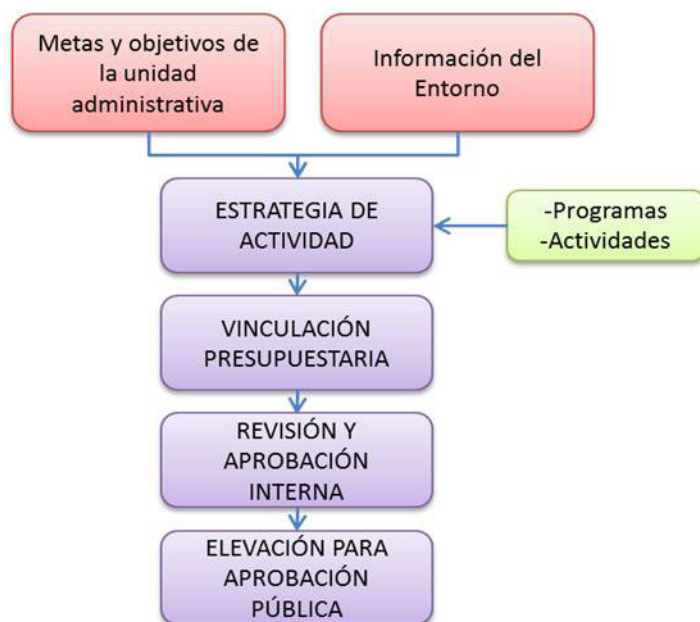 Metas y objetivos de
la unidad
administrativa
Información del
Entorno
ESTRATEGIA DE
ACTIVIDAD
-Programas
-Actividades
VINCULACIÓN
PRESUPUESTARIA
REVISIÓN Y
APROBACIÓN
INTERNA
ELEVACIÓN PARA
APROBACIÓN
PÚBLICA